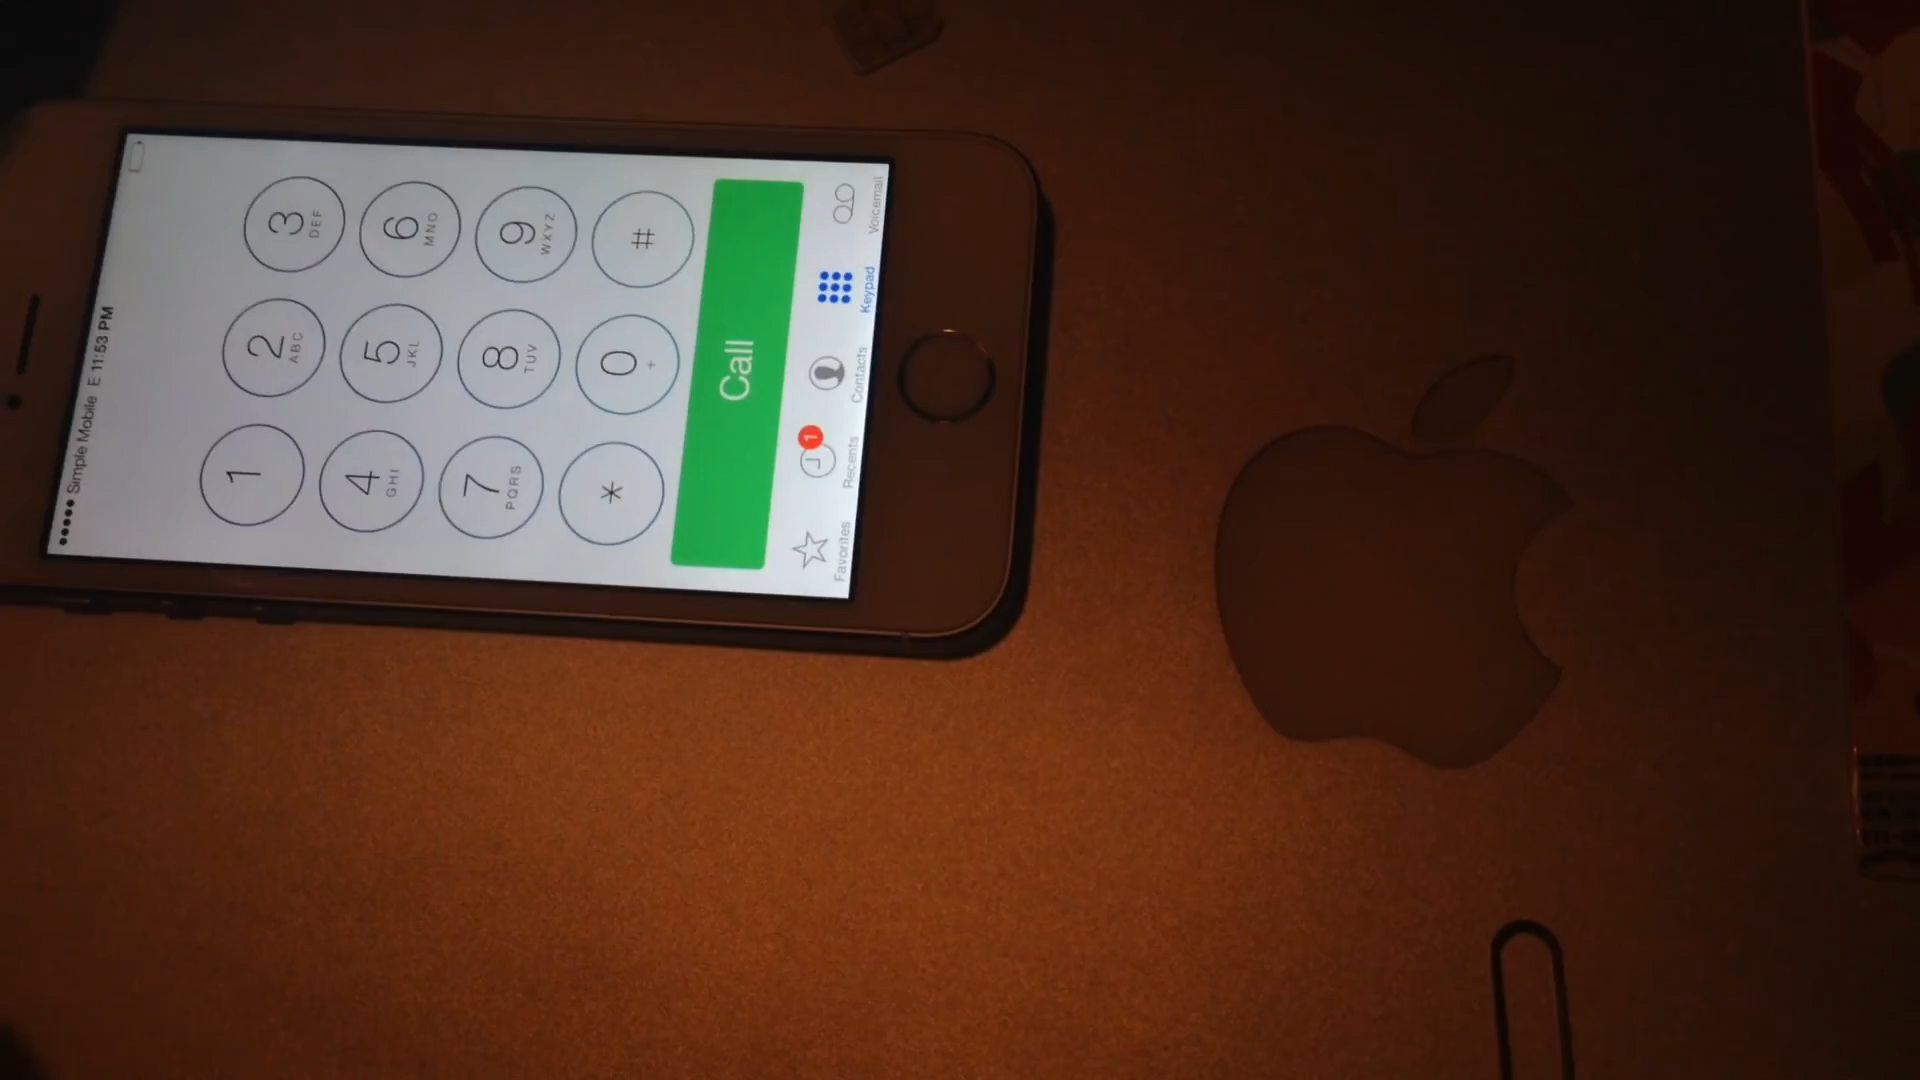 ●●●●● Simple Mobile E 11:53 PM
1
2 ABC
3 DEF
4 GHI
5 JKL
6 MNO
7 PQRS
8 TUV
9 WXYZ
*
0 +
#
Call
1
Favorites Recents Contacts Keypad Voicemail